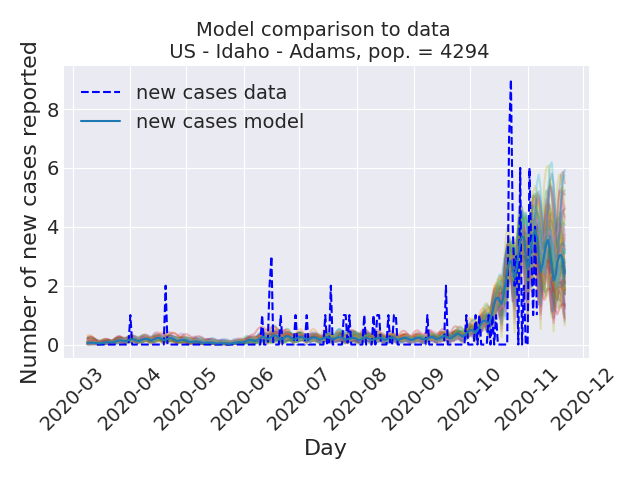 Model comparison to data
US - Idaho - Adams, pop. = 4294
Number of new cases reported
8
6
4
2
0
new cases data
new cases model
2020-03
2020-04
2020-05
2020-06
2020-07
2020-08
2020-09
2020-10
2020-11
2020-12
Day